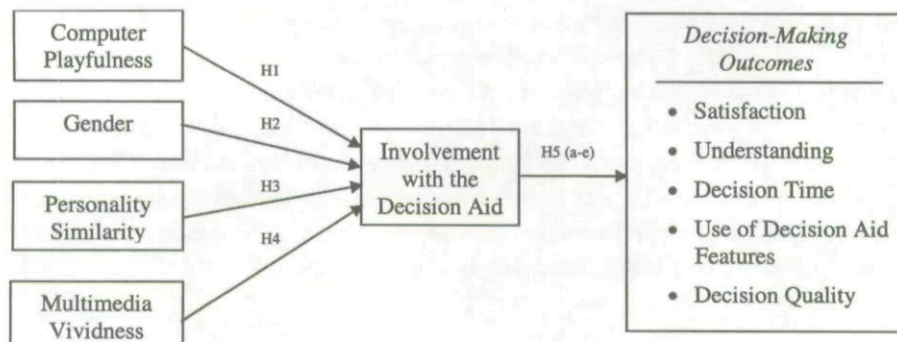 Computer
Playfulness
H1
Gender
H2
Personality
Similarity
H3
Multimedia
Vividness
H4
Involvement
with the
Decision Aid
H5 (a-e)
Decision-Making
Outcomes
• Satisfaction
• Understanding
• Decision Time
• Use of Decision Aid
Features
• Decision Quality